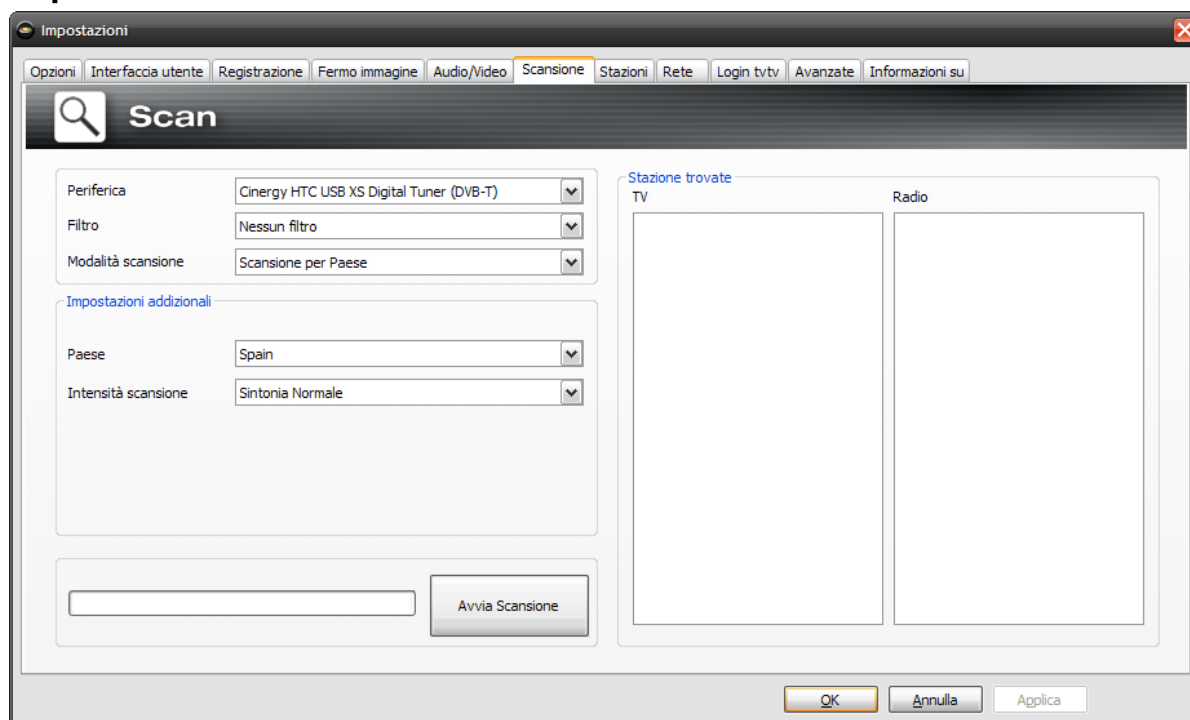 Impostazioni
Opzioni Interfaccia utente Registrazione Fermo immagine Audio/Video Scansione Stazioni Rete Login tvtv Avanzate Informazioni su
Scan
Periferica Cinergy HTC USB XS Digital Tuner (DVB-T)
Filtro Nessun filtro
Modalità scansione Scansione per Paese
Impostazioni addizionali
Paese Spain
Intensità scansione Sintonia Normale
Avvia Scansione
Stazione trovate
TV Radio
OK Annulla Applica